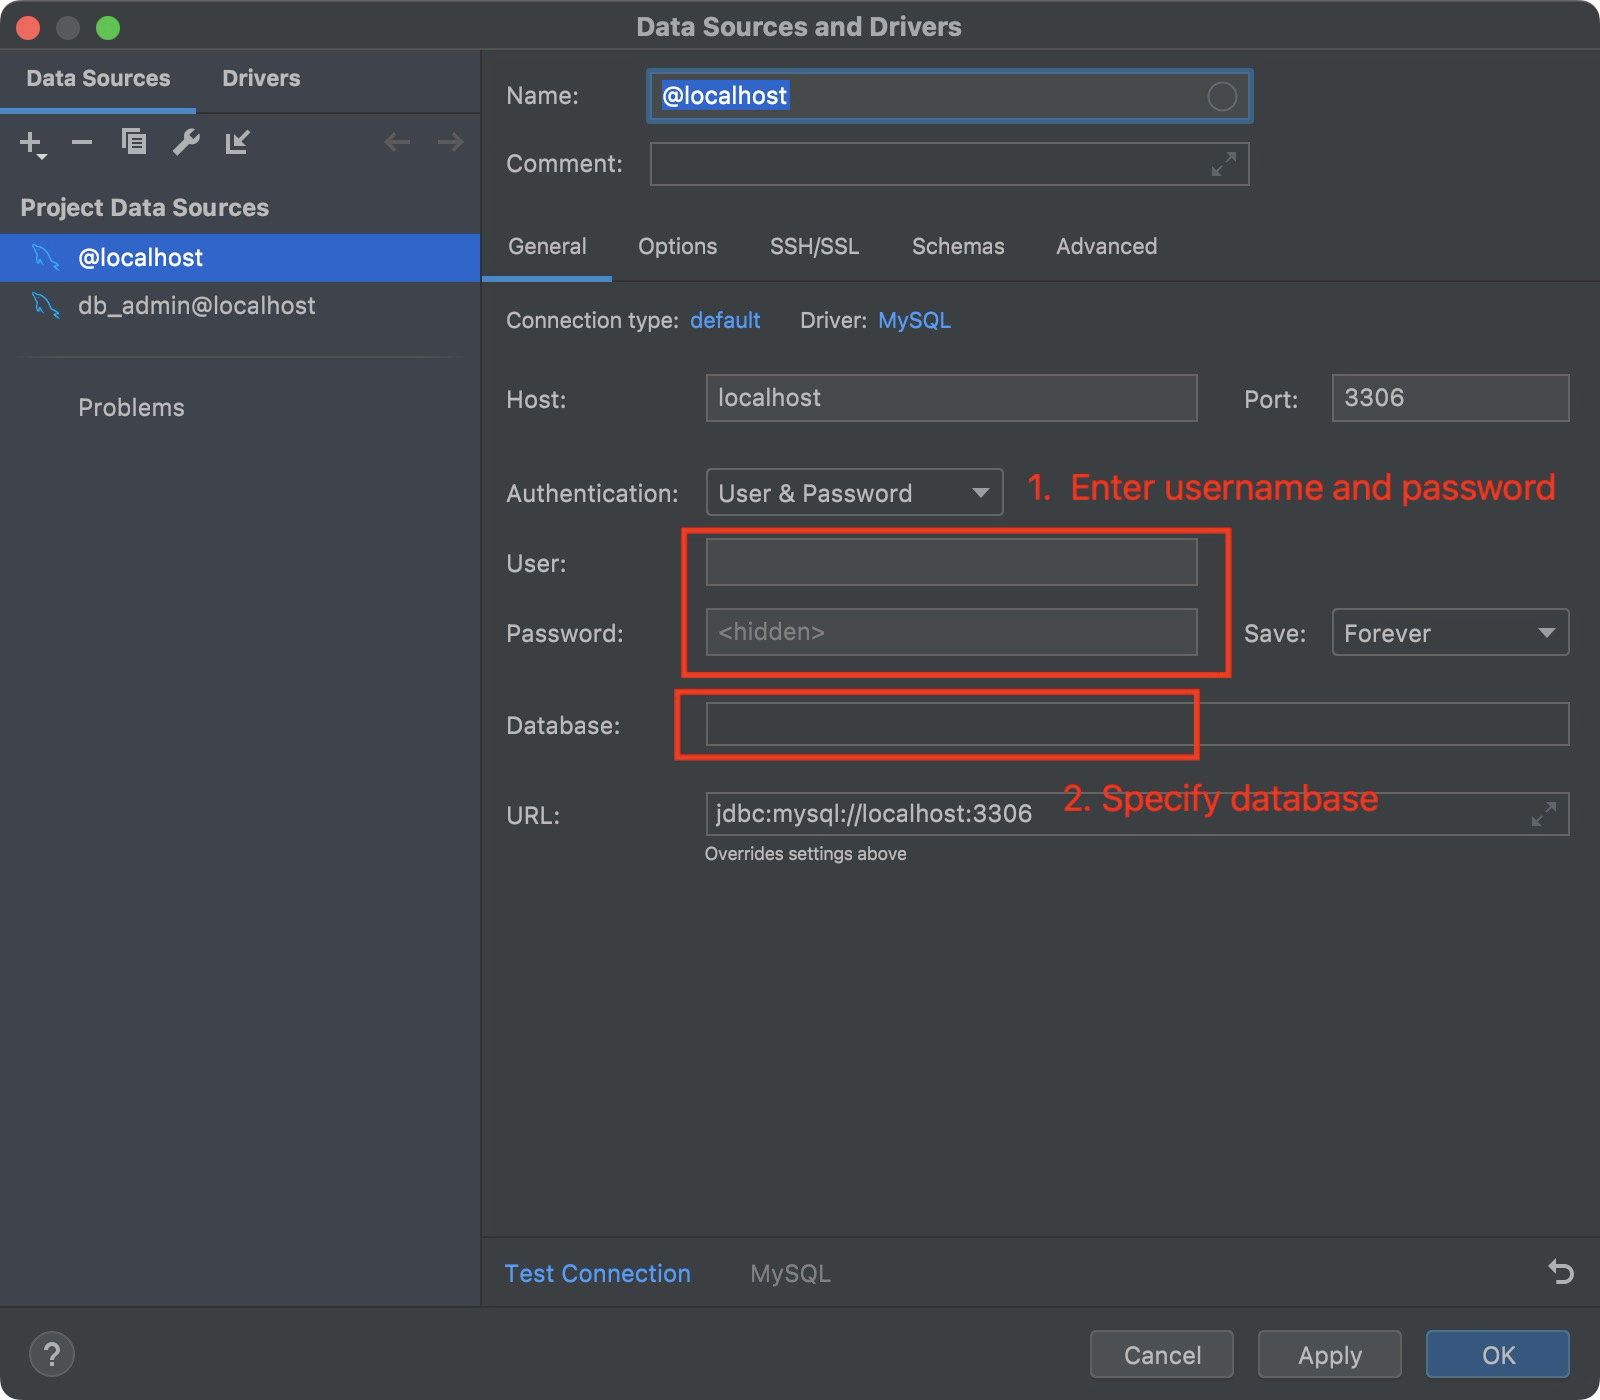 Data Sources and Drivers
Data Sources
Drivers
Project Data Sources
@localhost
db_admin@localhost
Problems
Name: @localhost
Comment:
General Options SSH/SSL Schemas Advanced
Connection type: default Driver: MySQL
Host: localhost Port: 3306
Authentication: User & Password 1. Enter username and password
User:
Password: <hidden> Save: Forever
Database:
2. Specify database
URL: jdbc:mysql://localhost:3306
Overrides settings above
Test Connection MySQL
? Cancel Apply OK